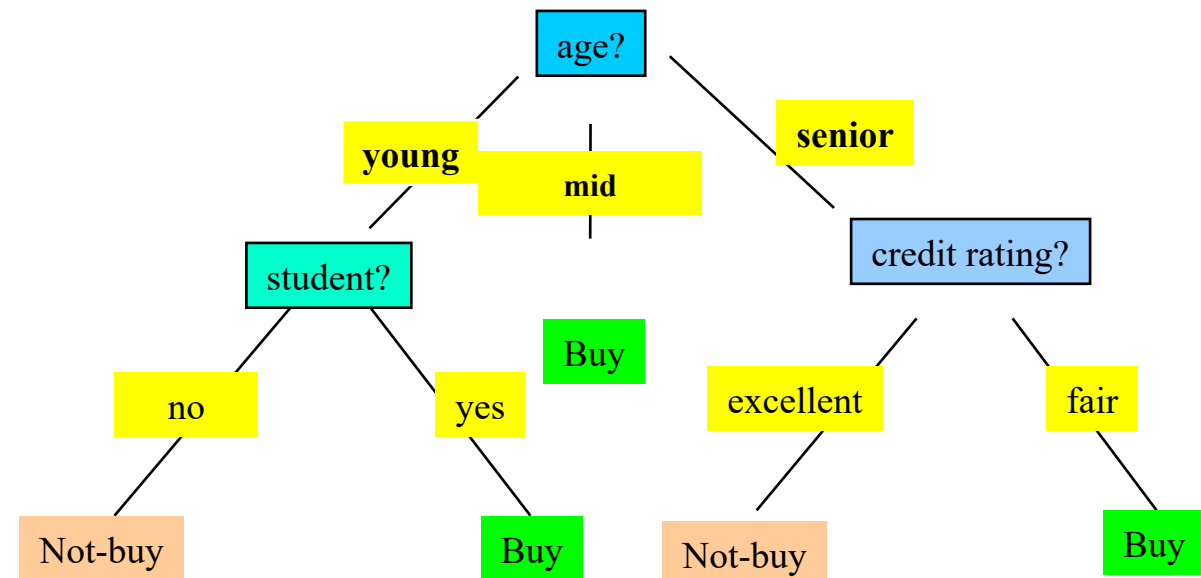 age?
young
mid
senior
student?
credit rating?
Buy
no
yes
excellent
fair
Not-buy
Buy
Not-buy
Buy